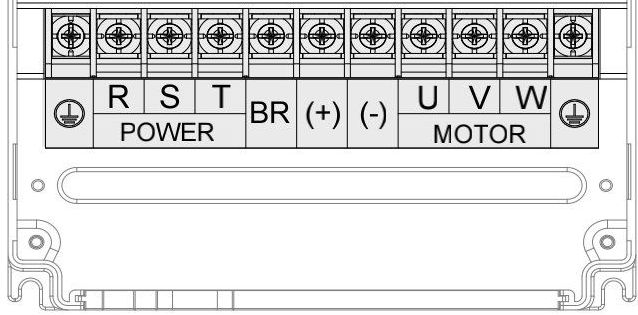 R S T BR (+) (-) U V W
POWER MOTOR